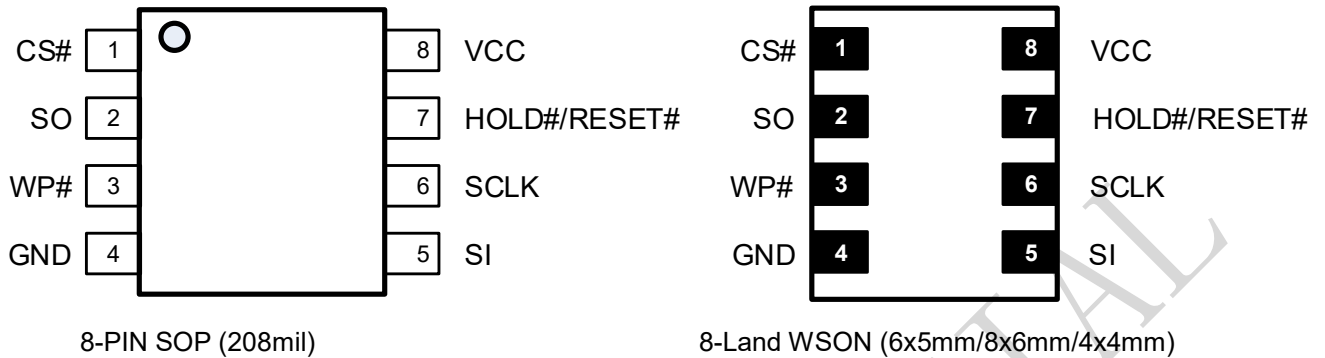 CS# 1 8 VCC
SO 2 7 HOLD#/RESET#
WP# 3 6 SCLK
GND 4 5 SI
8-PIN SOP (208mil)
CS# 1 8 VCC
SO 2 7 HOLD#/RESET#
WP# 3 6 SCLK
GND 4 5 SI
8-Land WSON (6x5mm/8x6mm/4x4mm)